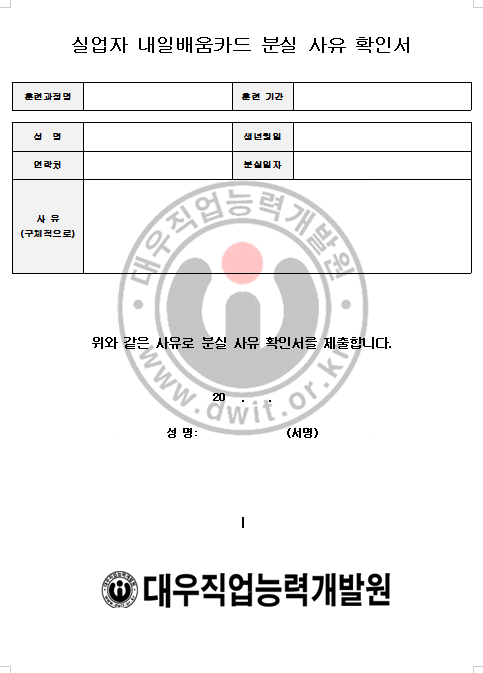 실업자 내일배움카드 분실 사유 확인서
훈련과정명 훈련 기간
성 명 생년월일
연락처 분실일자
사 유
(구체적으로)
대우직업능력개발원
www.dwit.or.kr
위와 같은 사유로 분실 사유 확인서를 제출합니다.
20 . .
성 명: (서명)
대우직업능력개발원